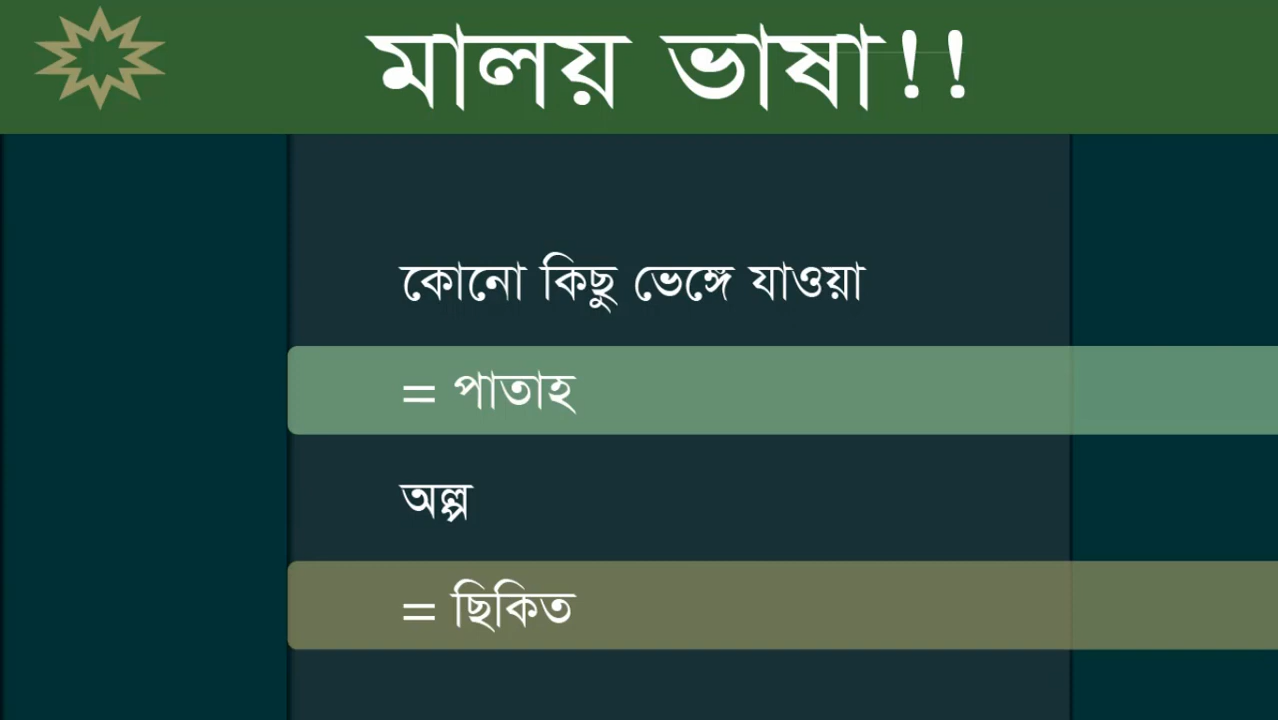 মালয় ভাষা!!
কোনো কিছু ভেঙ্গে যাওয়া
= পাতাহ
অল্প
= ছিকিত